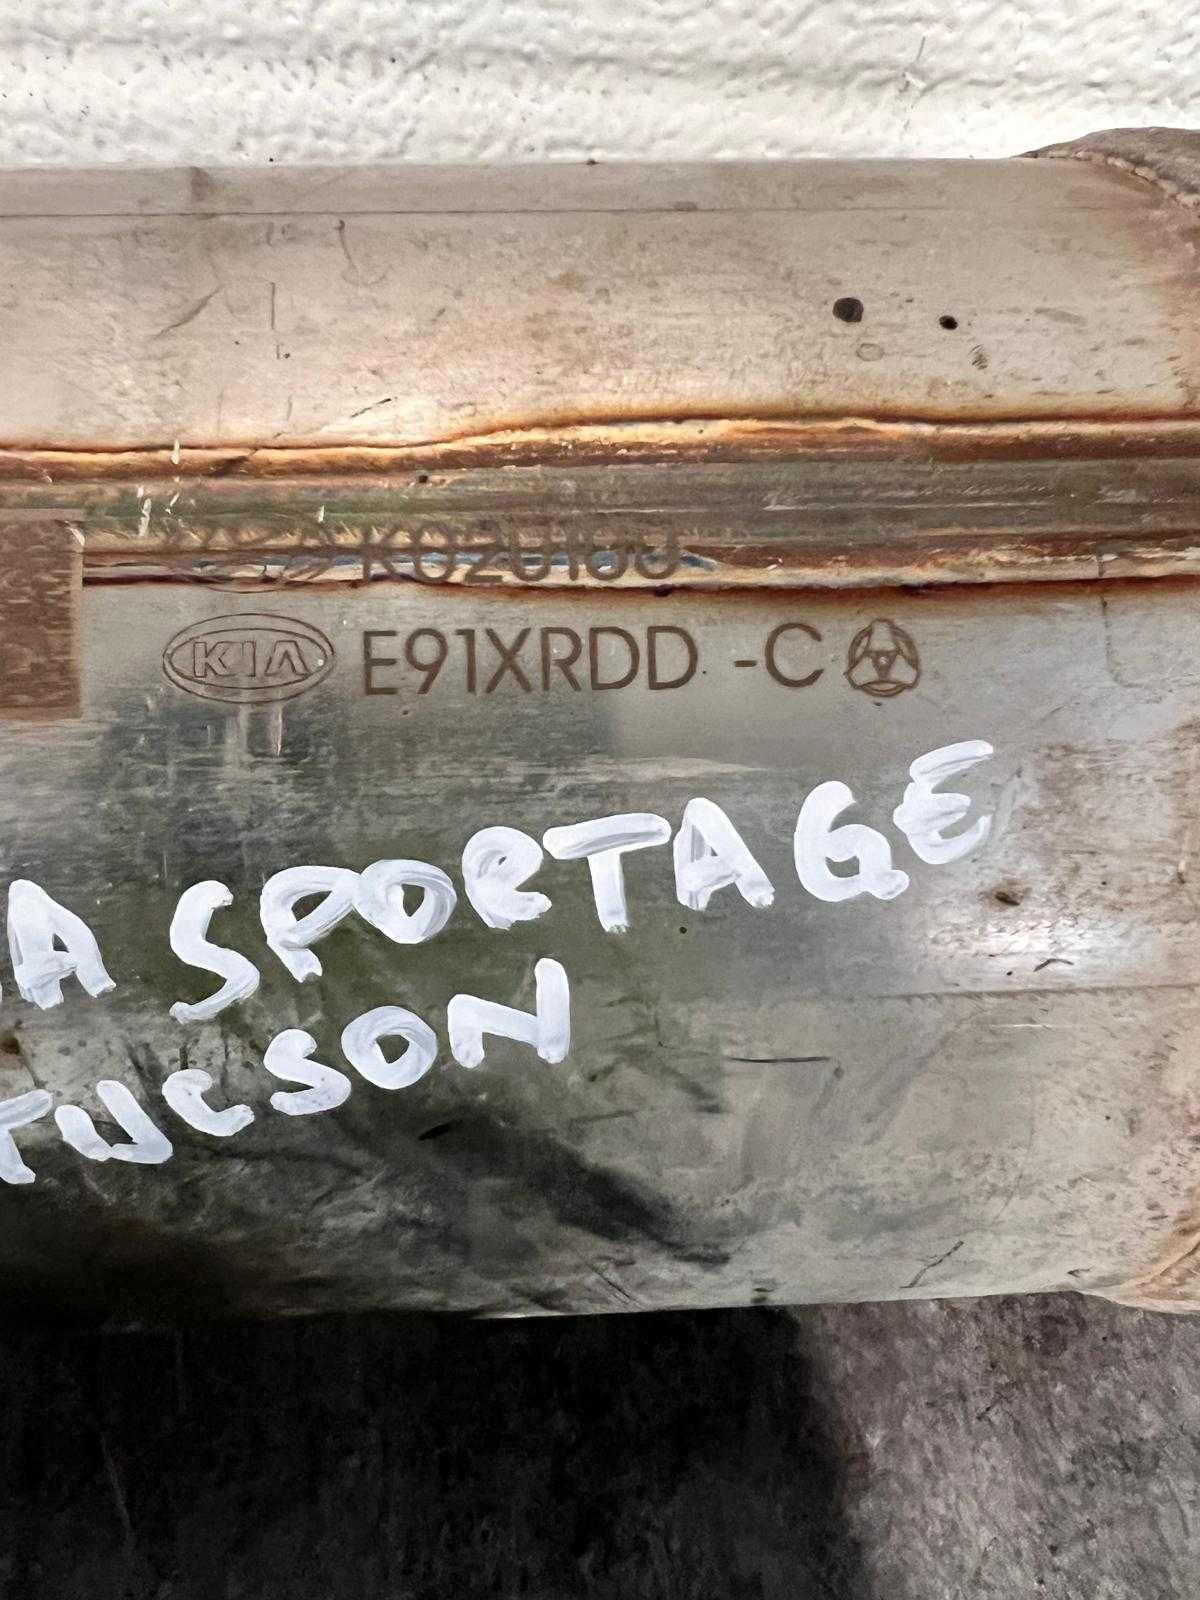 KIA E91XRDD -C
A SPORTAGE
TUCSON